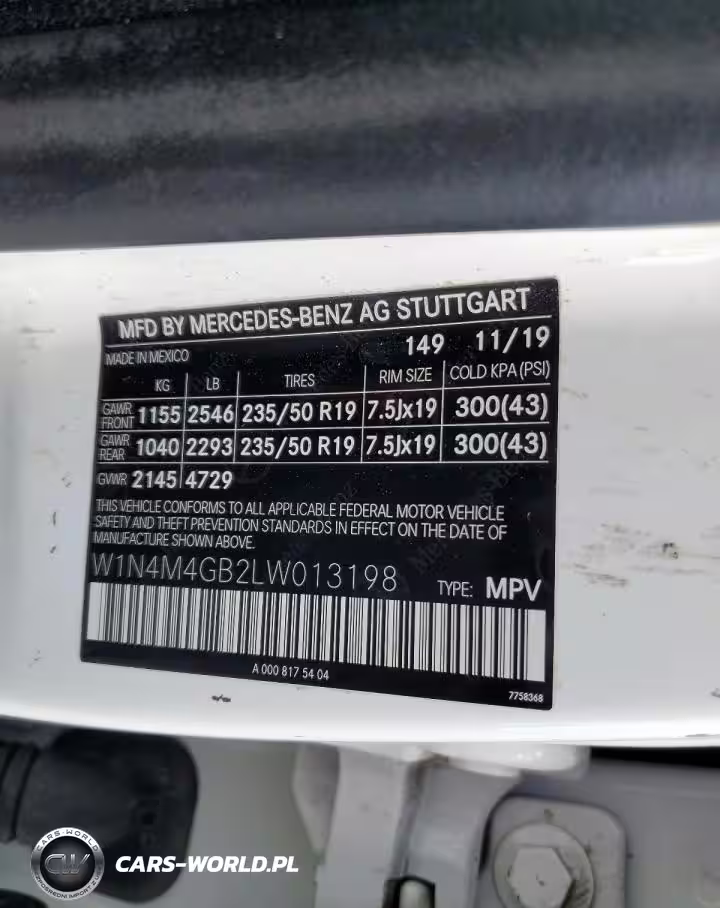 MFD BY MERCEDES-BENZ AG STUTTGART
MADE IN MEXICO 149 11/19
KG LB TIRES RIM SIZE COLD KPA (PSI)
GAWR FRONT 1155 2546 235/50 R19 7.5Jx19 300(43)
GAWR REAR 1040 2293 235/50 R19 7.5Jx19 300(43)
GVWR 2145 4729
THIS VEHICLE CONFORMS TO ALL APPLICABLE FEDERAL MOTOR VEHICLE
SAFETY AND THEFT PREVENTION STANDARDS IN EFFECT ON THE DATE OF
MANUFACTURE SHOWN ABOVE.
W1N4M4GB2LW013198 TYPE: MPV
A 000 817 54 04
7758368
CARS-WORLD
CW
CARS-WORLD.PL